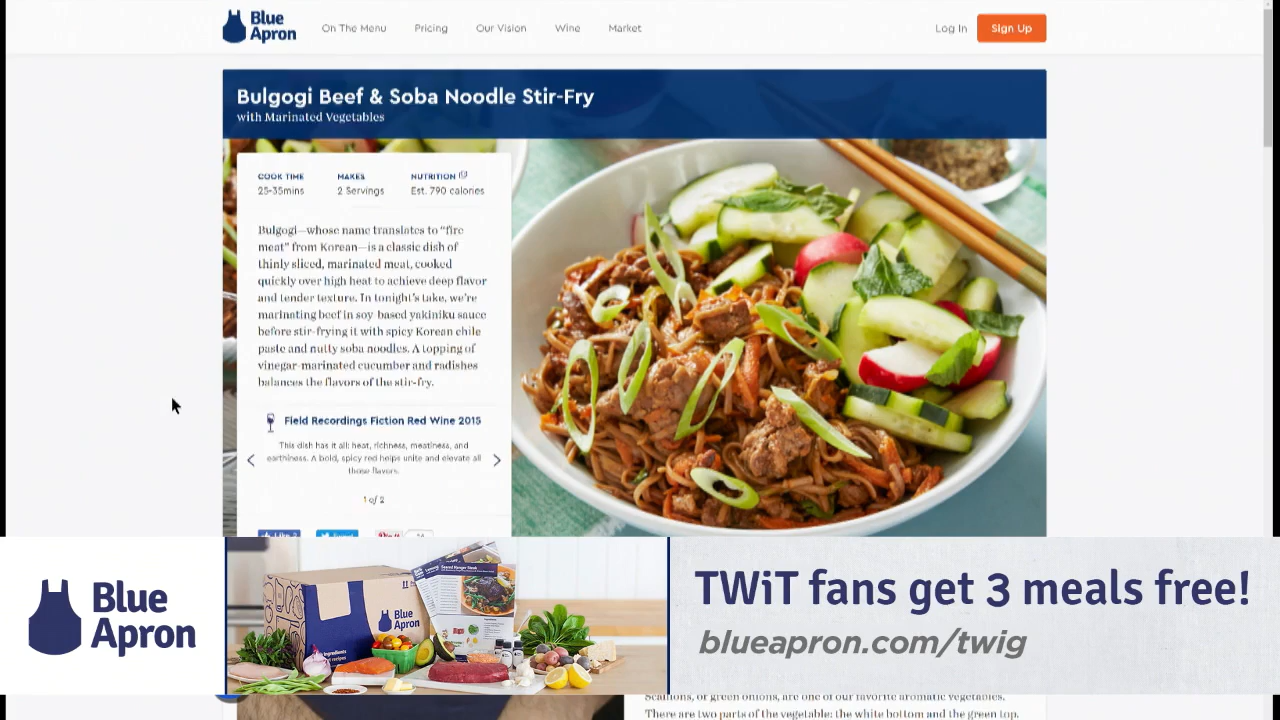 Blue
Apron
On The Menu Pricing Our Vision Wine Market
Log In Sign Up
Bulgogi Beef & Soba Noodle Stir-Fry
with Marinated Vegetables
COOK TIME MAKES NUTRITION
25-35mins 2 Servings Est. 790 calories
Bulgogi—whose name translates to “fire
meat” from Korean—is a classic dish of
thinly sliced, marinated meat, cooked
quickly over high heat to achieve deep flavor
and tender texture. In tonight’s take, we’re
marinating beef in soy-based yakiniku sauce
before stir-frying it with spicy Korean chile
paste and nutty soba noodles. A topping of
vinegar-marinated cucumber and radishes
balances the flavors of the stir-fry.
Field Recordings Fiction Red Wine 2015
This dish has it all: heat, richness, meatiness, and
earthiness. A bold, spicy red helps unite and elevate all
those flavors.
1 of 2
Blue
Apron
Blue
Apron
TWiT fans get 3 meals free!
blueapron.com/twig
Scallions, or green onions, are one of our favorite aromatic vegetables.
There are two parts of the vegetable: the white bottom and the green top.